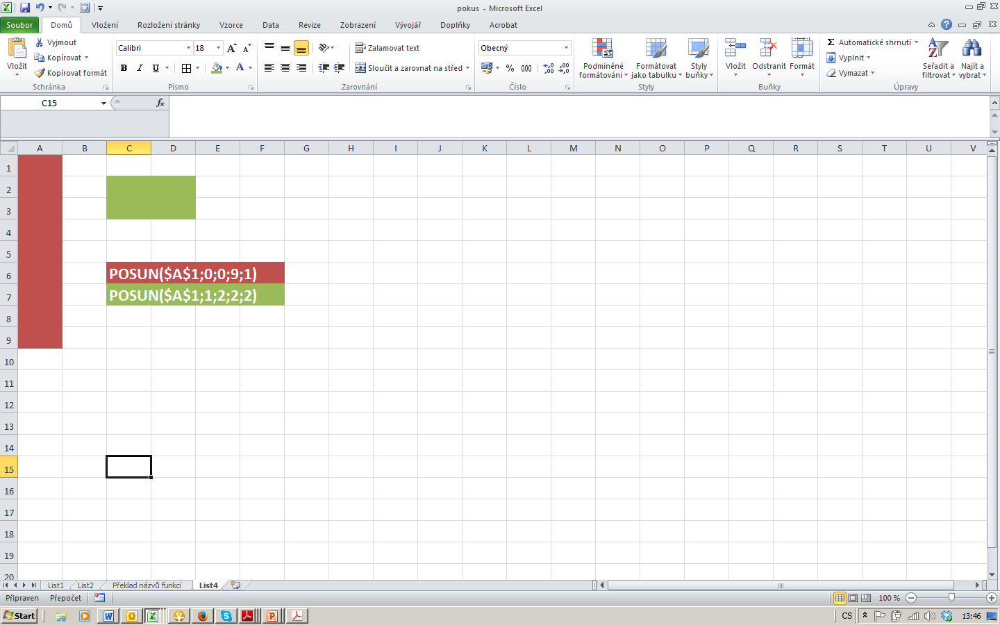 pokus - Microsoft Excel
Soubor Domů Vložení Rozložení stránky Vzorce Data Revize Zobrazení Vývojář Doplňky Acrobat
Vložit
Vyjmout
Kopírovat
Kopírovat formát
Schránka
Calibri 18
B I U A
Písmo
Zalamovat text
Sloučit a zarovnat na střed
Zarovnání
Obecný
% 000
Číslo
Podmíněné formátování
Formátovat jako tabulku
Styly buňky
Styly
Vložit Odstranit Formát
Buňky
Σ Automatické shrnutí
Vyplnit
Vymazat
Seřadit a filtrovat
Najít a vybrat
Úpravy
C15 fx
A B C D E F G H I J K L M N O P Q R S T U V
1
2
3
4
5
6 POSUN($A$1;0;0;9;1)
7 POSUN($A$1;1;2;2;2)
8
9
10
11
12
13
14
15
16
17
18
19
20
List1 List2 Překlad názvů funkcí List4
Připraven Přepočet 100 %
Start CS 13:46